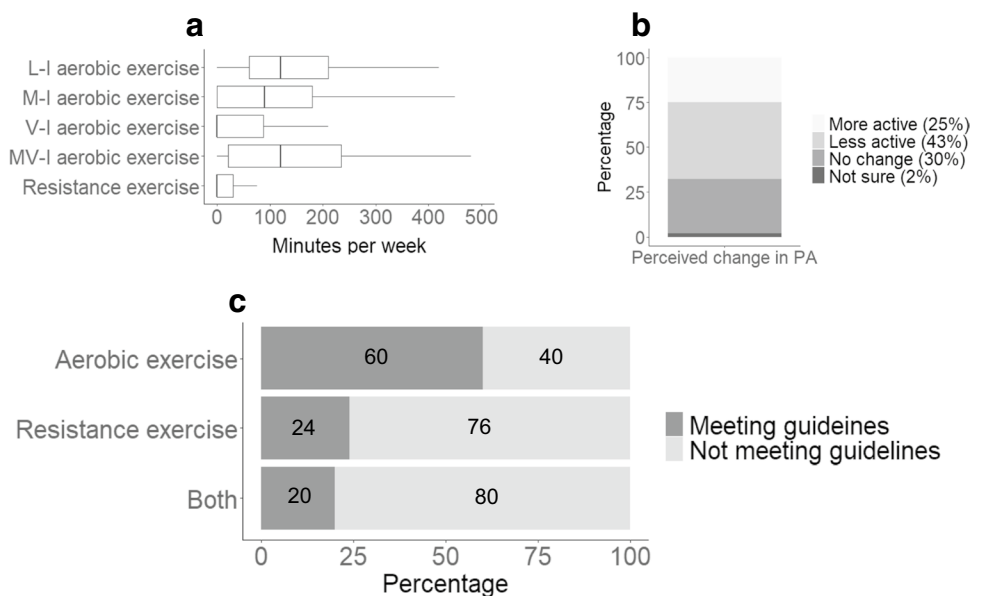 a
L-I aerobic exercise
M-I aerobic exercise
V-I aerobic exercise
MV-I aerobic exercise
Resistance exercise
0 100 200 300 400 500
Minutes per week
b
Percentage
100
75
50
25
0
Perceived change in PA
More active (25%)
Less active (43%)
No change (30%)
Not sure (2%)
c
Aerobic exercise 60 40
Resistance exercise 24 76
Both 20 80
0 25 50 75 100
Percentage
Meeting guideines
Not meeting guidelines